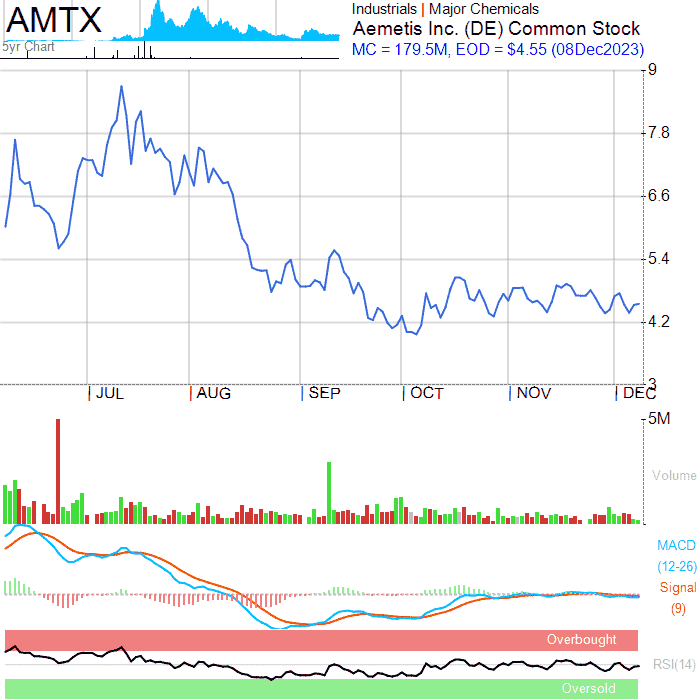 AMTX
5yr Chart
Industrials | Major Chemicals
Aemetis Inc. (DE) Common Stock
MC = 179.5M, EOD = $4.55 (08Dec2023)
9
7.8
6.6
5.4
4.2
3
JUL AUG SEP OCT NOV DEC
5M
Volume
MACD
(12-26)
Signal
(9)
Overbought
RSI(14)
Oversold